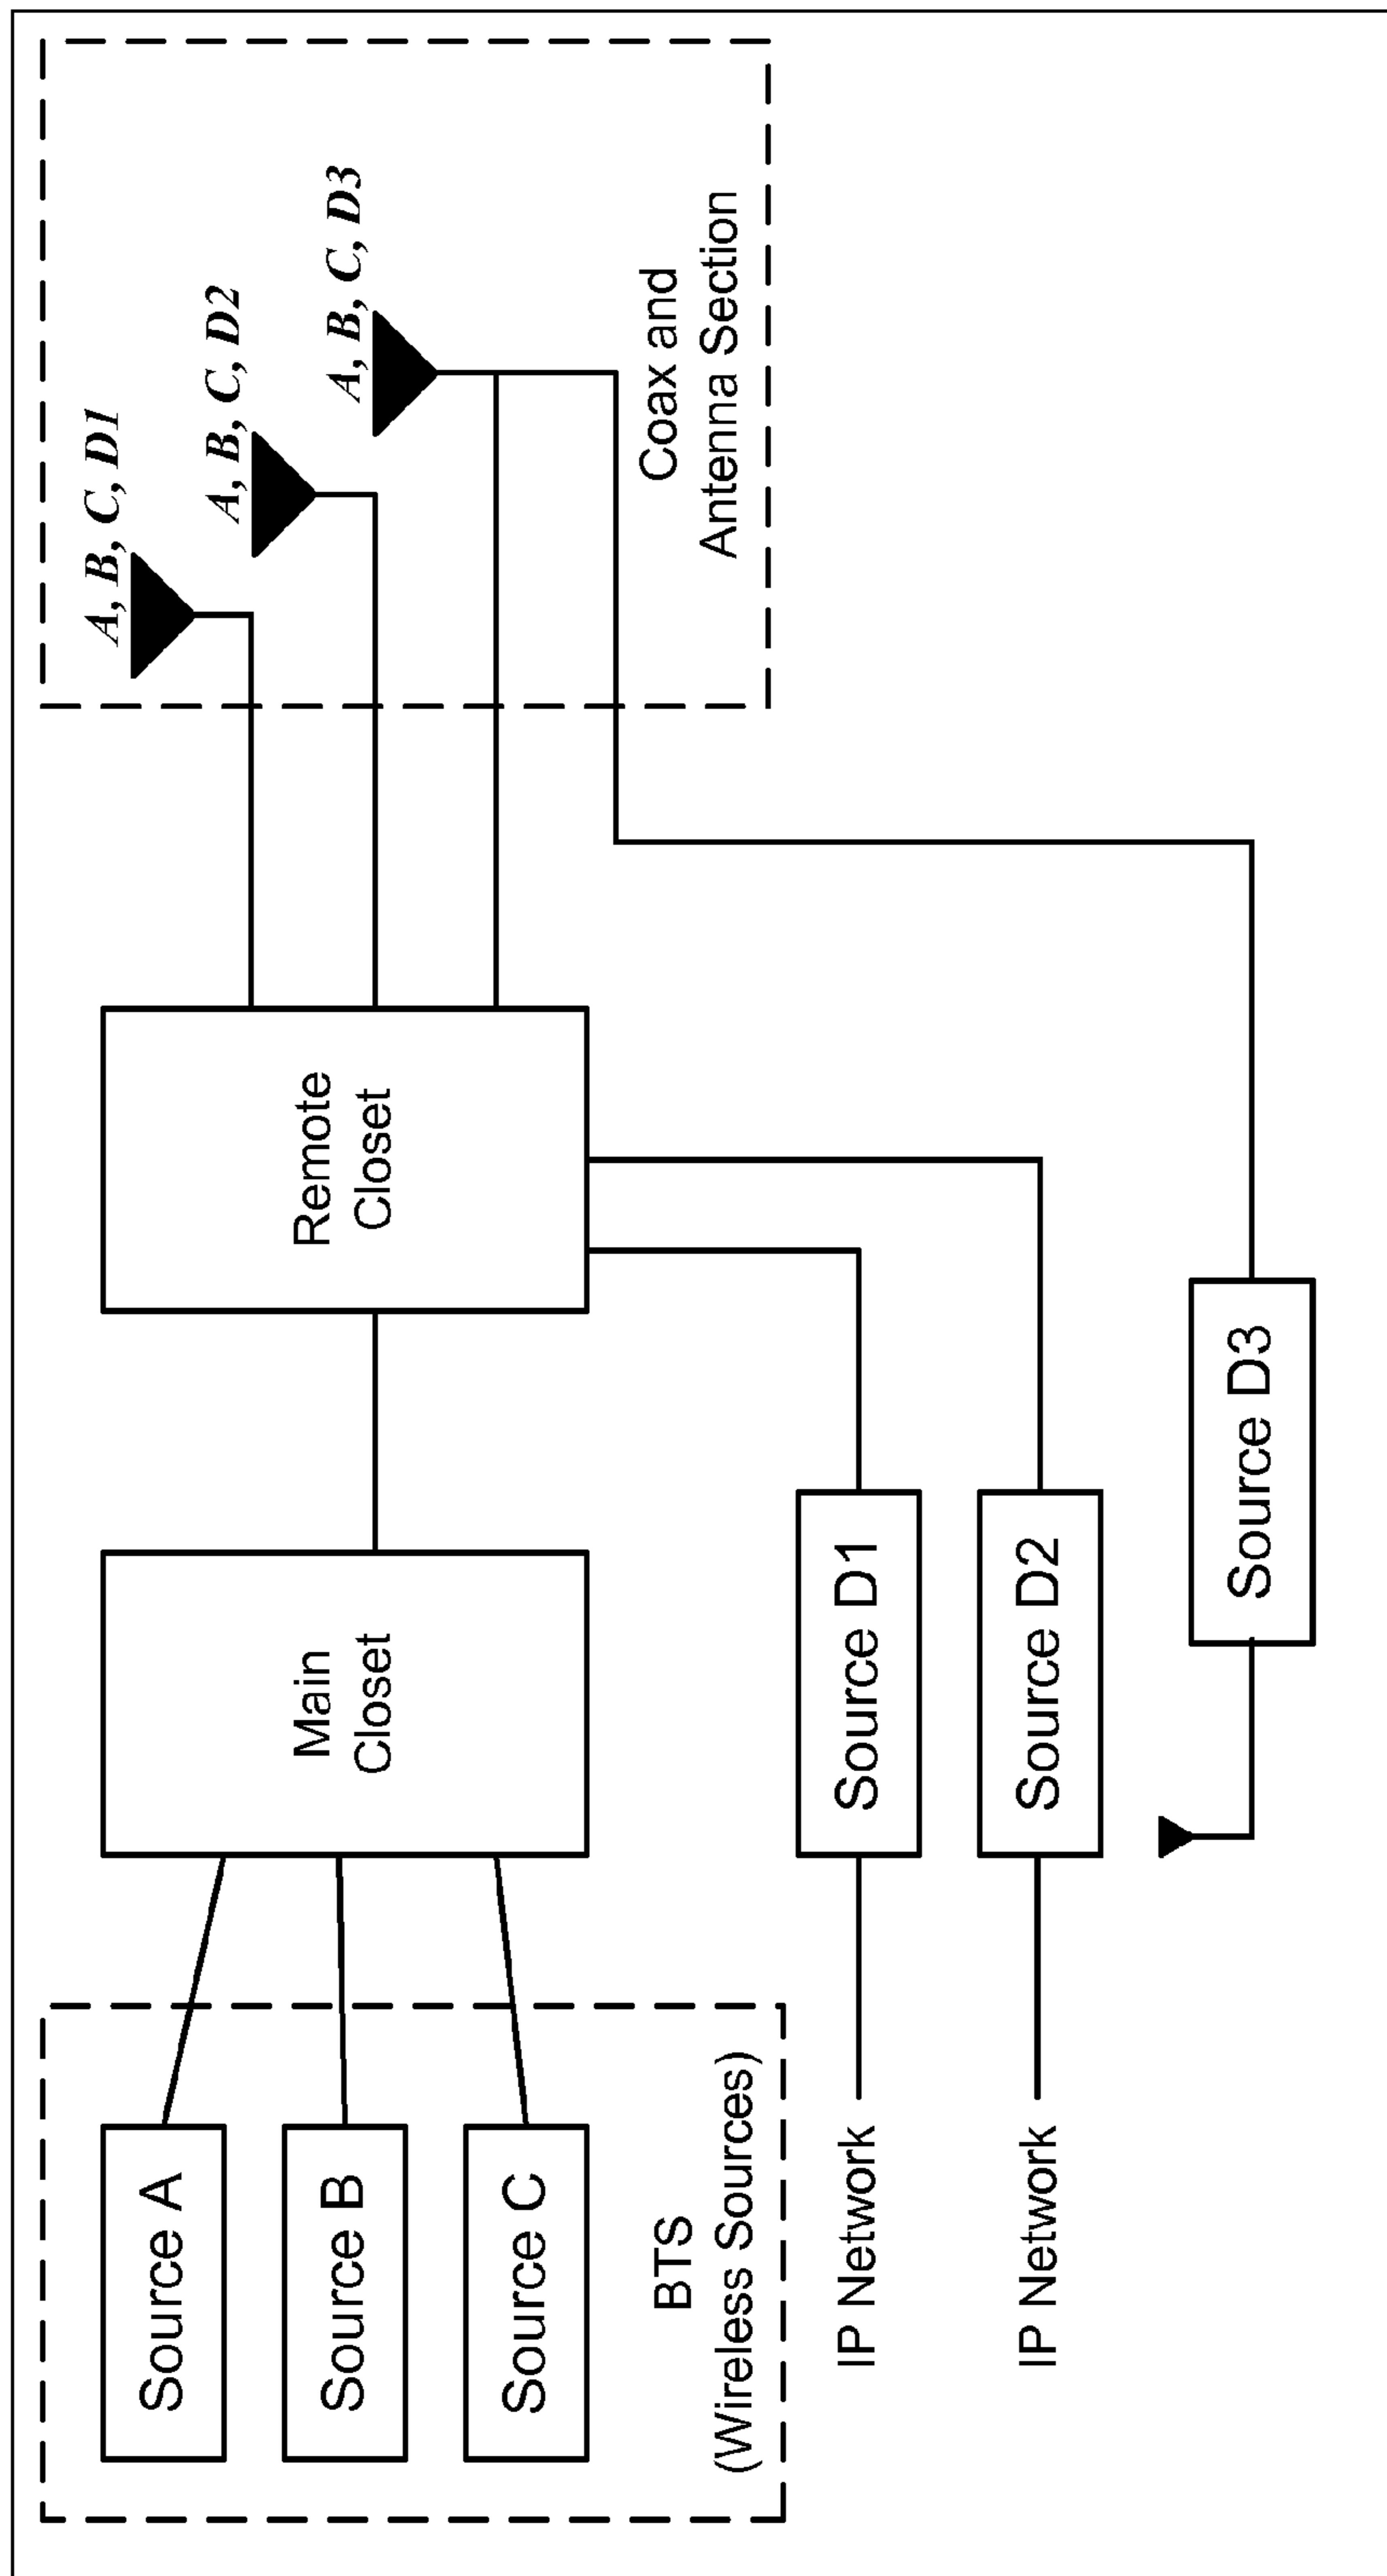 Source A
Source B
Source C
BTS
(Wireless Sources)
Main
Closet
Remote
Closet
A, B, C, D1
A, B, C, D2
A, B, C, D3
Coax and
Antenna Section
IP Network
Source D1
IP Network
Source D2
Source D3